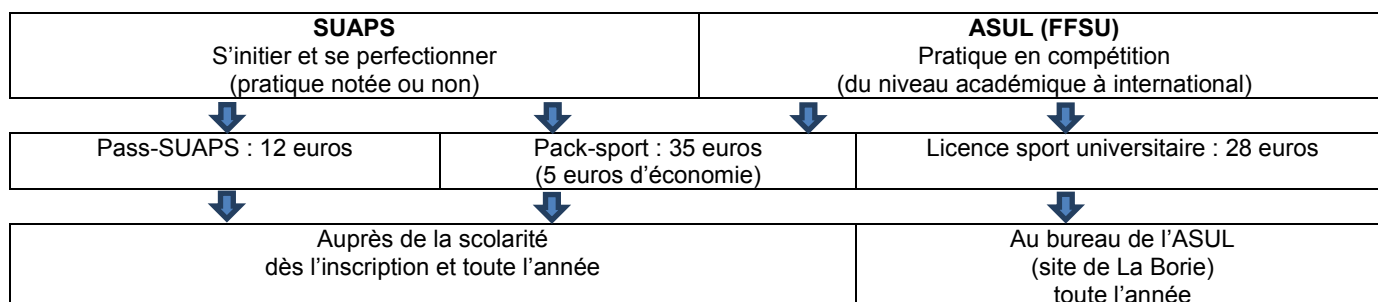 SUAPS
S’initier et se perfectionner
(pratique notée ou non)
ASUL (FFSU)
Pratique en compétition
(du niveau académique à international)
Pass-SUAPS : 12 euros
Pack-sport : 35 euros
(5 euros d’économie)
Licence sport universitaire : 28 euros
Auprès de la scolarité
dès l’inscription et toute l’année
Au bureau de l’ASUL
(site de La Borie)
toute l’année